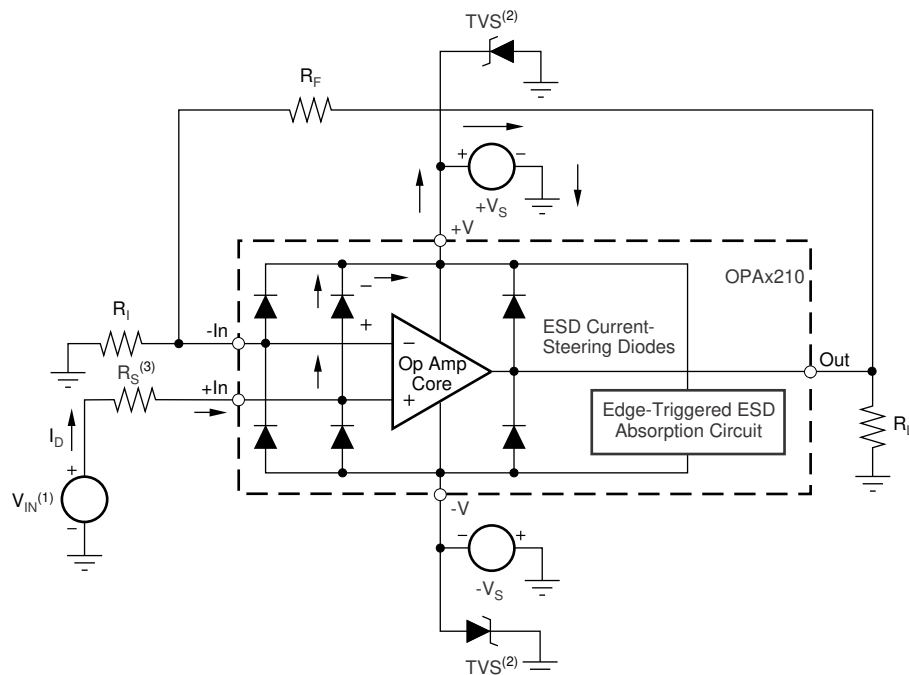 TVS(2)
RF
+ −
+VS
+V
OPAx210
−
+
RI
-In
−
Op Amp
Core
+
ESD Current-
Steering Diodes
Out
RS(3)
+In
Edge-Triggered ESD
Absorption Circuit
RL
ID
+
VIN(1)
−
-V
− +
-VS
TVS(2)